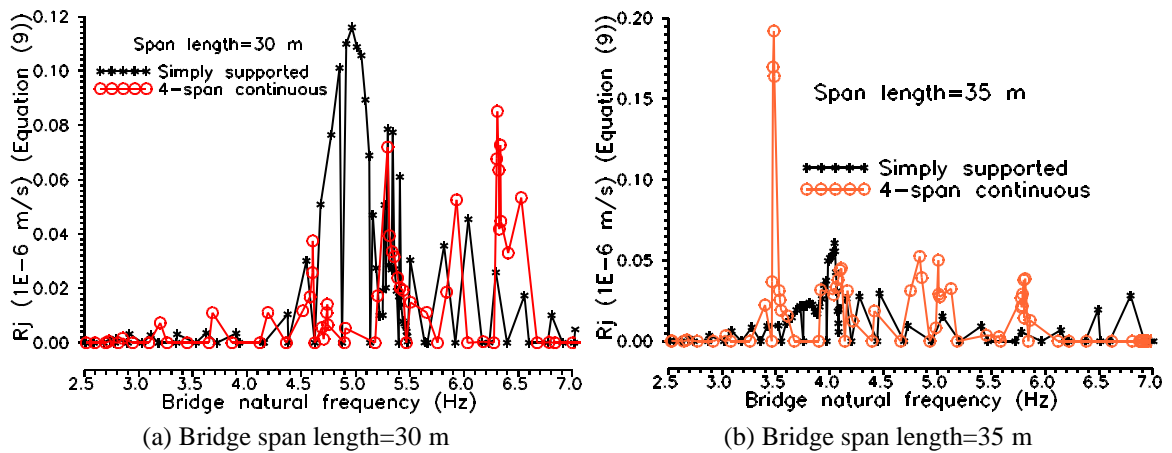 0.12
0.10
0.08
0.06
0.04
0.02
0.00
Rj (1E-6 m/s) (Equation (9))
Span length=30 m
Simply supported
4-span continuous
2.5 3.0 3.5 4.0 4.5 5.0 5.5 6.0 6.5 7.0
Bridge natural frequency (Hz)
(a) Bridge span length=30 m
0.20
0.15
0.10
0.05
0.00
Rj (1E-6 m/s) (Equation (9))
Span length=35 m
Simply supported
4-span continuous
2.5 3.0 3.5 4.0 4.5 5.0 5.5 6.0 6.5 7.0
Bridge natural frequency (Hz)
(b) Bridge span length=35 m